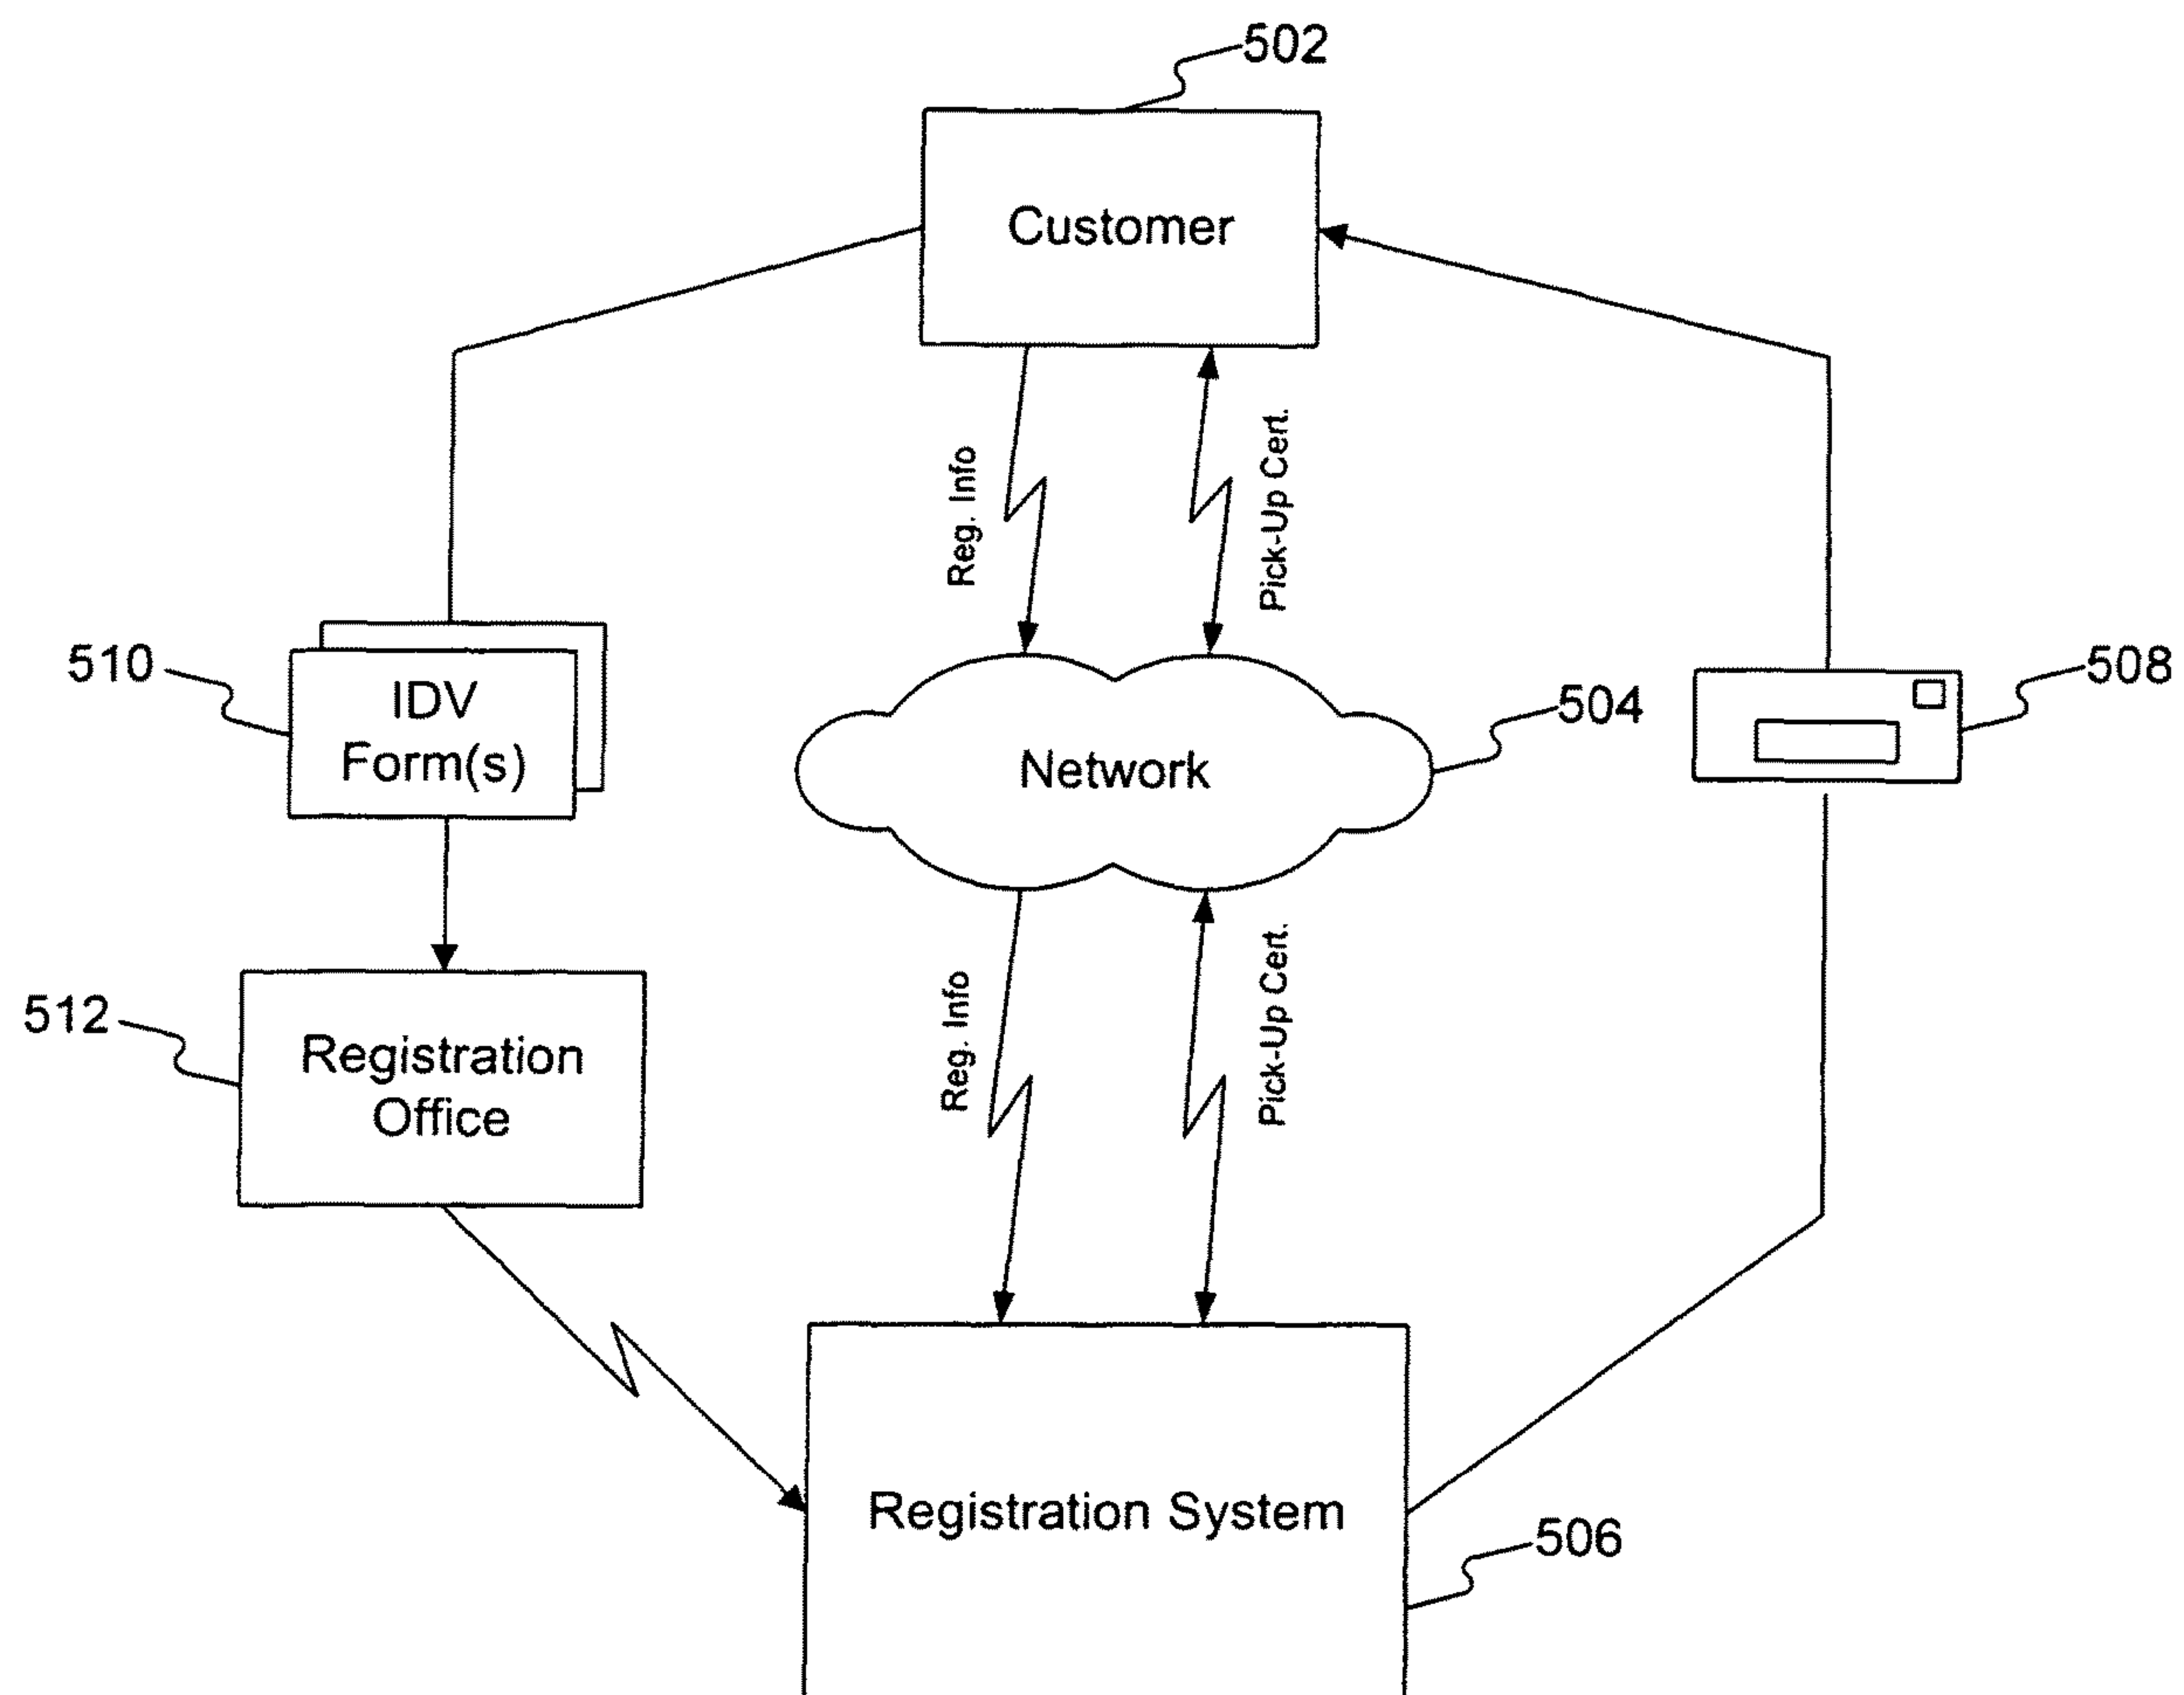 502
Customer
Reg. Info
Pick-Up Cert.
510
IDV
Form(s)
508
504
Network
512
Registration
Office
Reg. Info
Pick-Up Cert.
Registration System
506